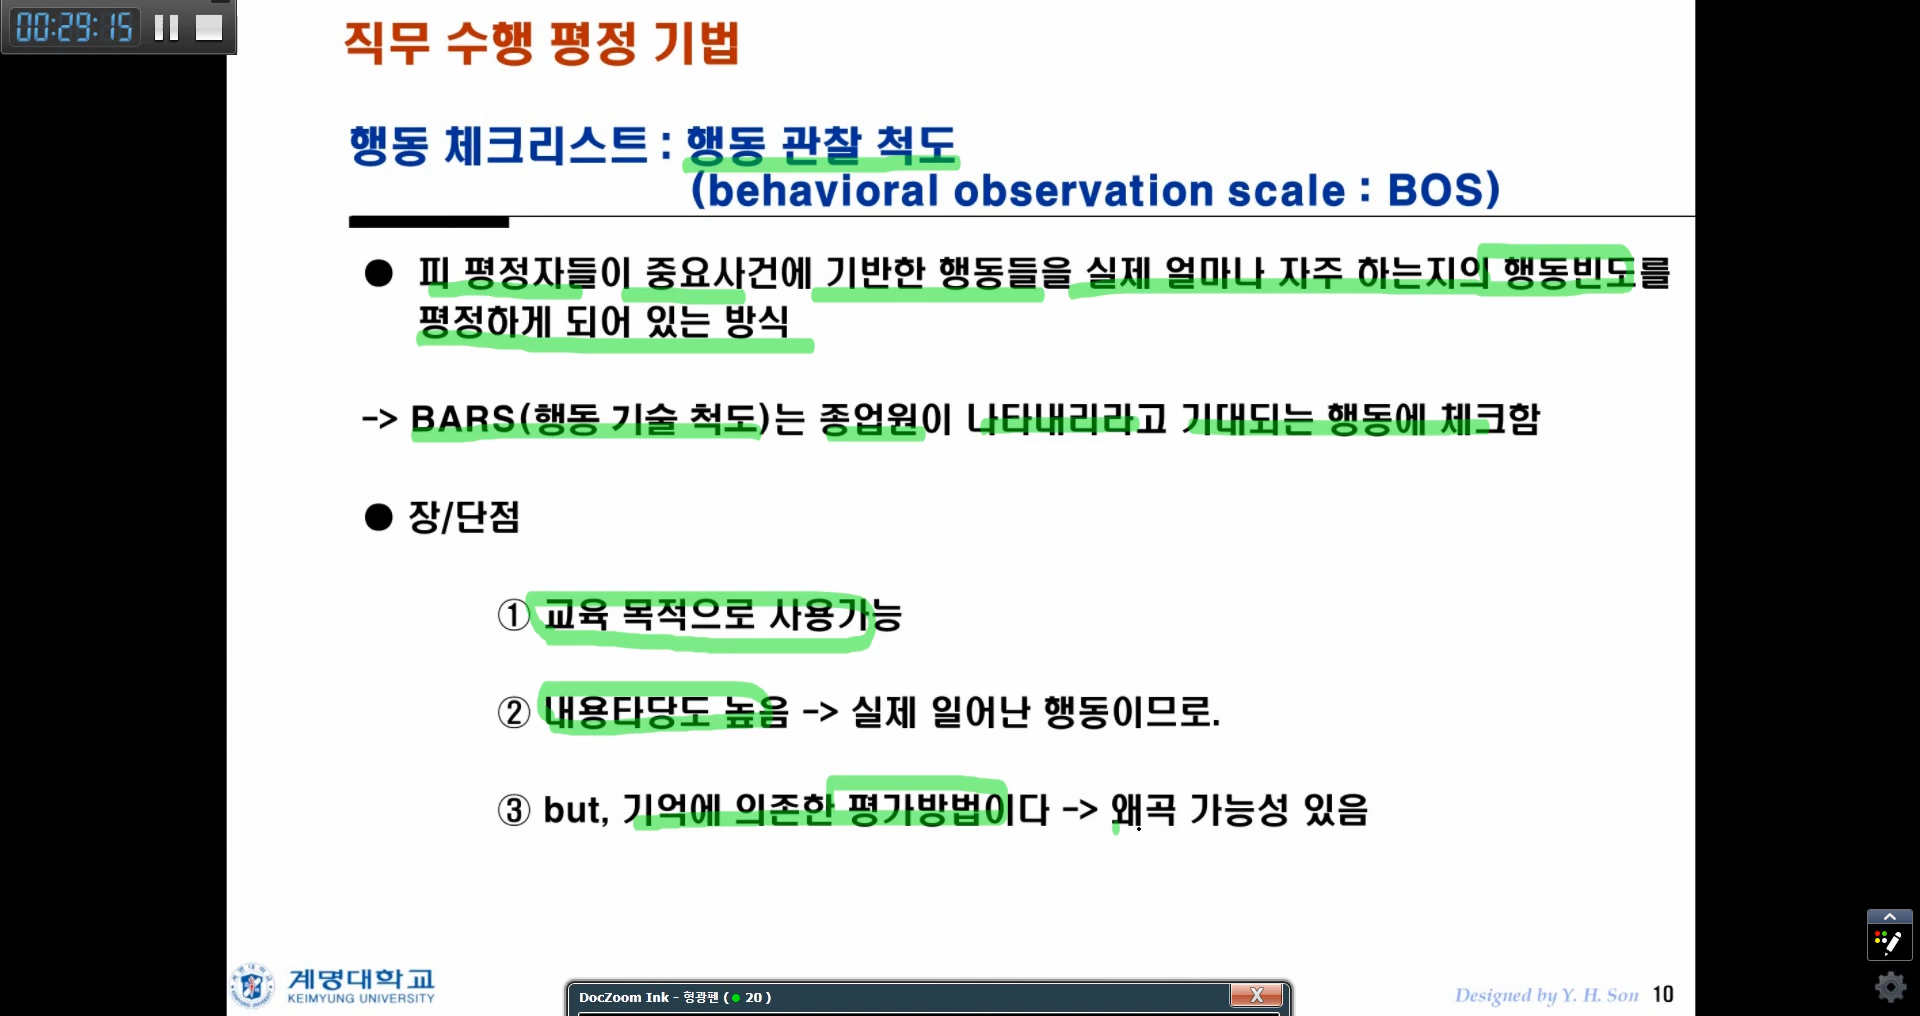 00:29:15
직무 수행 평정 기법
행동 체크리스트 : 행동 관찰 척도
(behavioral observation scale : BOS)
● 피 평정자들이 중요사건에 기반한 행동들을 실제 얼마나 자주 하는지의 행동빈도를
평정하게 되어 있는 방식
-> BARS(행동 기술 척도)는 종업원이 나타내리라고 기대되는 행동에 체크함
● 장/단점
① 교육 목적으로 사용가능
② 내용타당도 높음 -> 실제 일어난 행동이므로.
③ but, 기억에 의존한 평가방법이다 -> 왜곡 가능성 있음
계명대학교
KEIMYUNG UNIVERSITY
DocZoom Ink - 형광펜 ( ● 20 )
Designed by Y. H. Son 10